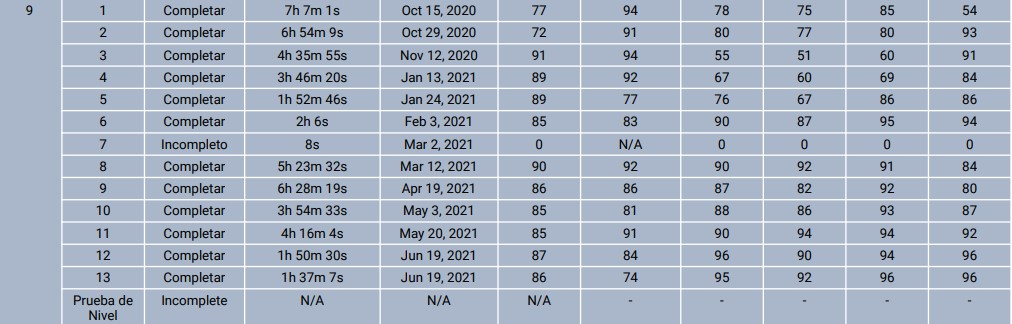 9 1 Completar 7h 7m 1s Oct 15, 2020 77 94 78 75 85 54
2 Completar 6h 54m 9s Oct 29, 2020 72 91 80 77 80 93
3 Completar 4h 35m 55s Nov 12, 2020 91 94 55 51 60 91
4 Completar 3h 46m 20s Jan 13, 2021 89 92 67 60 69 84
5 Completar 1h 52m 46s Jan 24, 2021 89 77 76 67 86 86
6 Completar 2h 6s Feb 3, 2021 85 83 90 87 95 94
7 Incompleto 8s Mar 2, 2021 0 N/A 0 0 0 0
8 Completar 5h 23m 32s Mar 12, 2021 90 92 90 92 91 84
9 Completar 6h 28m 19s Apr 19, 2021 86 86 87 82 92 80
10 Completar 3h 54m 33s May 3, 2021 85 81 88 86 93 87
11 Completar 4h 16m 4s May 20, 2021 85 91 90 94 94 92
12 Completar 1h 50m 30s Jun 19, 2021 87 84 96 90 94 96
13 Completar 1h 37m 7s Jun 19, 2021 86 74 95 92 96 96
Prueba de Incomplete N/A N/A N/A - - - - -
Nivel